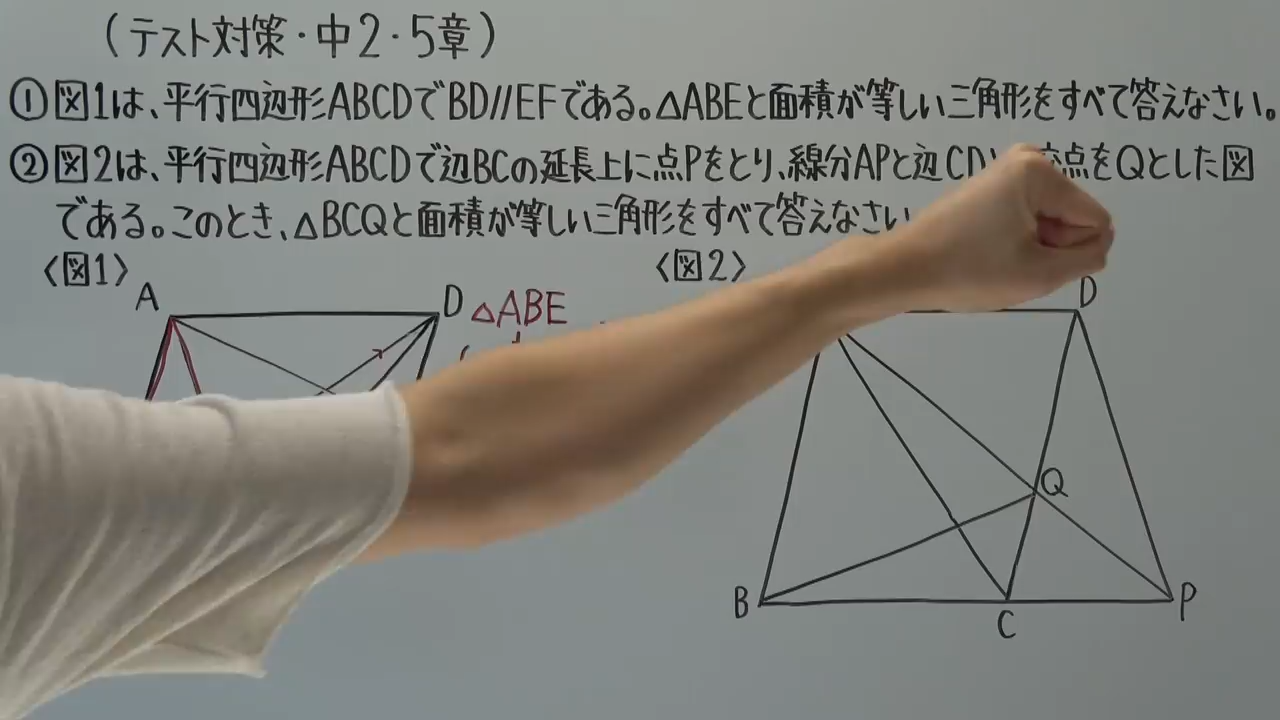 (テスト対策・中2・5章)
①図1は、平行四辺形ABCDでBD//EFである。△ABEと面積が等しい三角形をすべて答えなさい。
②図2は、平行四辺形ABCDで辺BCの延長上に点Pをとり、線分APと辺CD 点をQとした図
である。このとき、△BCQと面積が等しい三角形をすべて答えなさい
〈図1〉
〈図2〉
A
D
△ABE
D
Q
B
C
P